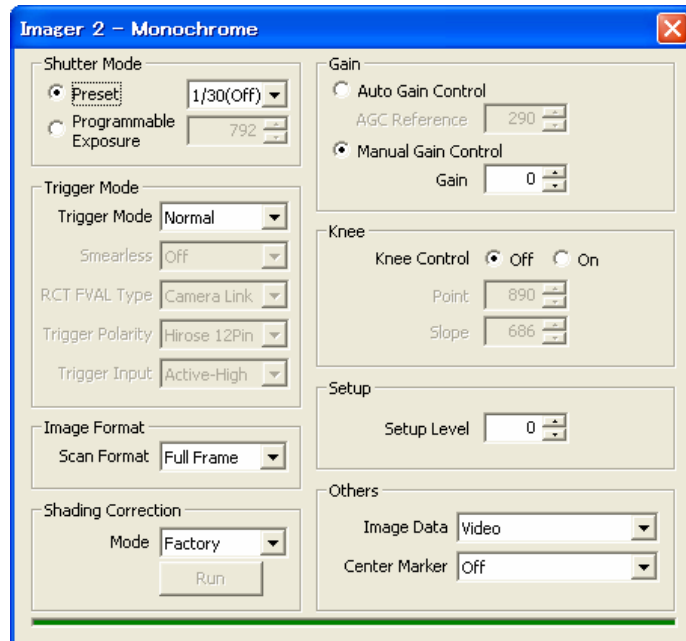 Imager 2 - Monochrome
Shutter Mode
Preset 1/30(Off)
Programmable Exposure 792
Trigger Mode
Trigger Mode Normal
Smearless Off
RCT FVAL Type Camera Link
Trigger Polarity Hirose 12Pin
Trigger Input Active-High
Image Format
Scan Format Full Frame
Shading Correction
Mode Factory
Run
Gain
Auto Gain Control
AGC Reference 290
Manual Gain Control
Gain 0
Knee
Knee Control Off On
Point 890
Slope 686
Setup
Setup Level 0
Others
Image Data Video
Center Marker Off